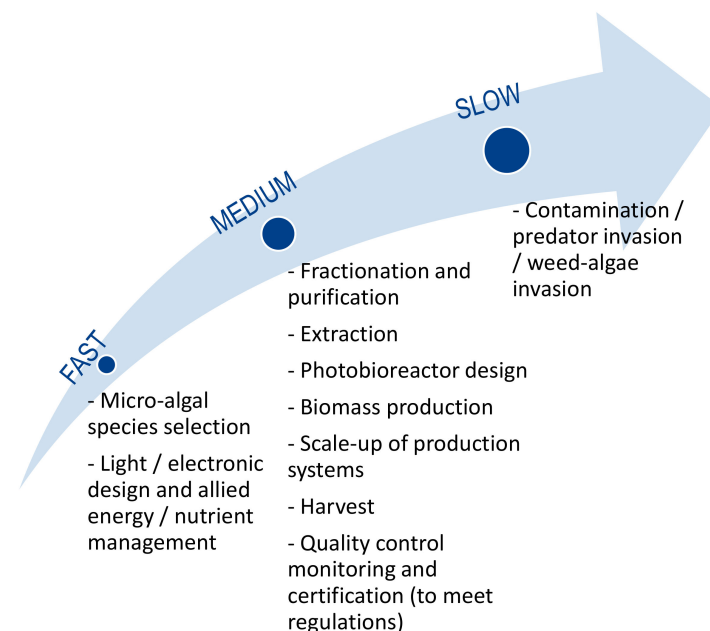 FAST
- Micro-algal
species selection
- Light / electronic
design and allied
energy / nutrient
management
MEDIUM
- Fractionation and
purification
- Extraction
- Photobioreactor design
- Biomass production
- Scale-up of production
systems
- Harvest
- Quality control
monitoring and
certification (to meet
regulations)
SLOW
- Contamination /
predator invasion
/ weed-algae
invasion